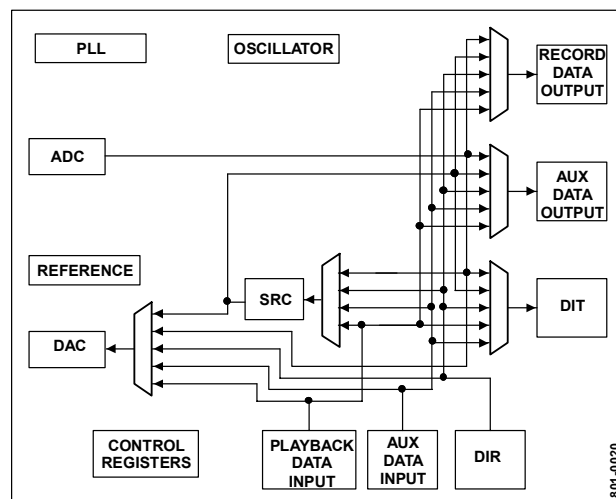 PLL
OSCILLATOR
RECORD
DATA
OUTPUT
ADC
AUX
DATA
OUTPUT
REFERENCE
SRC
DIT
DAC
CONTROL
REGISTERS
PLAYBACK
DATA
INPUT
AUX
DATA
INPUT
DIR